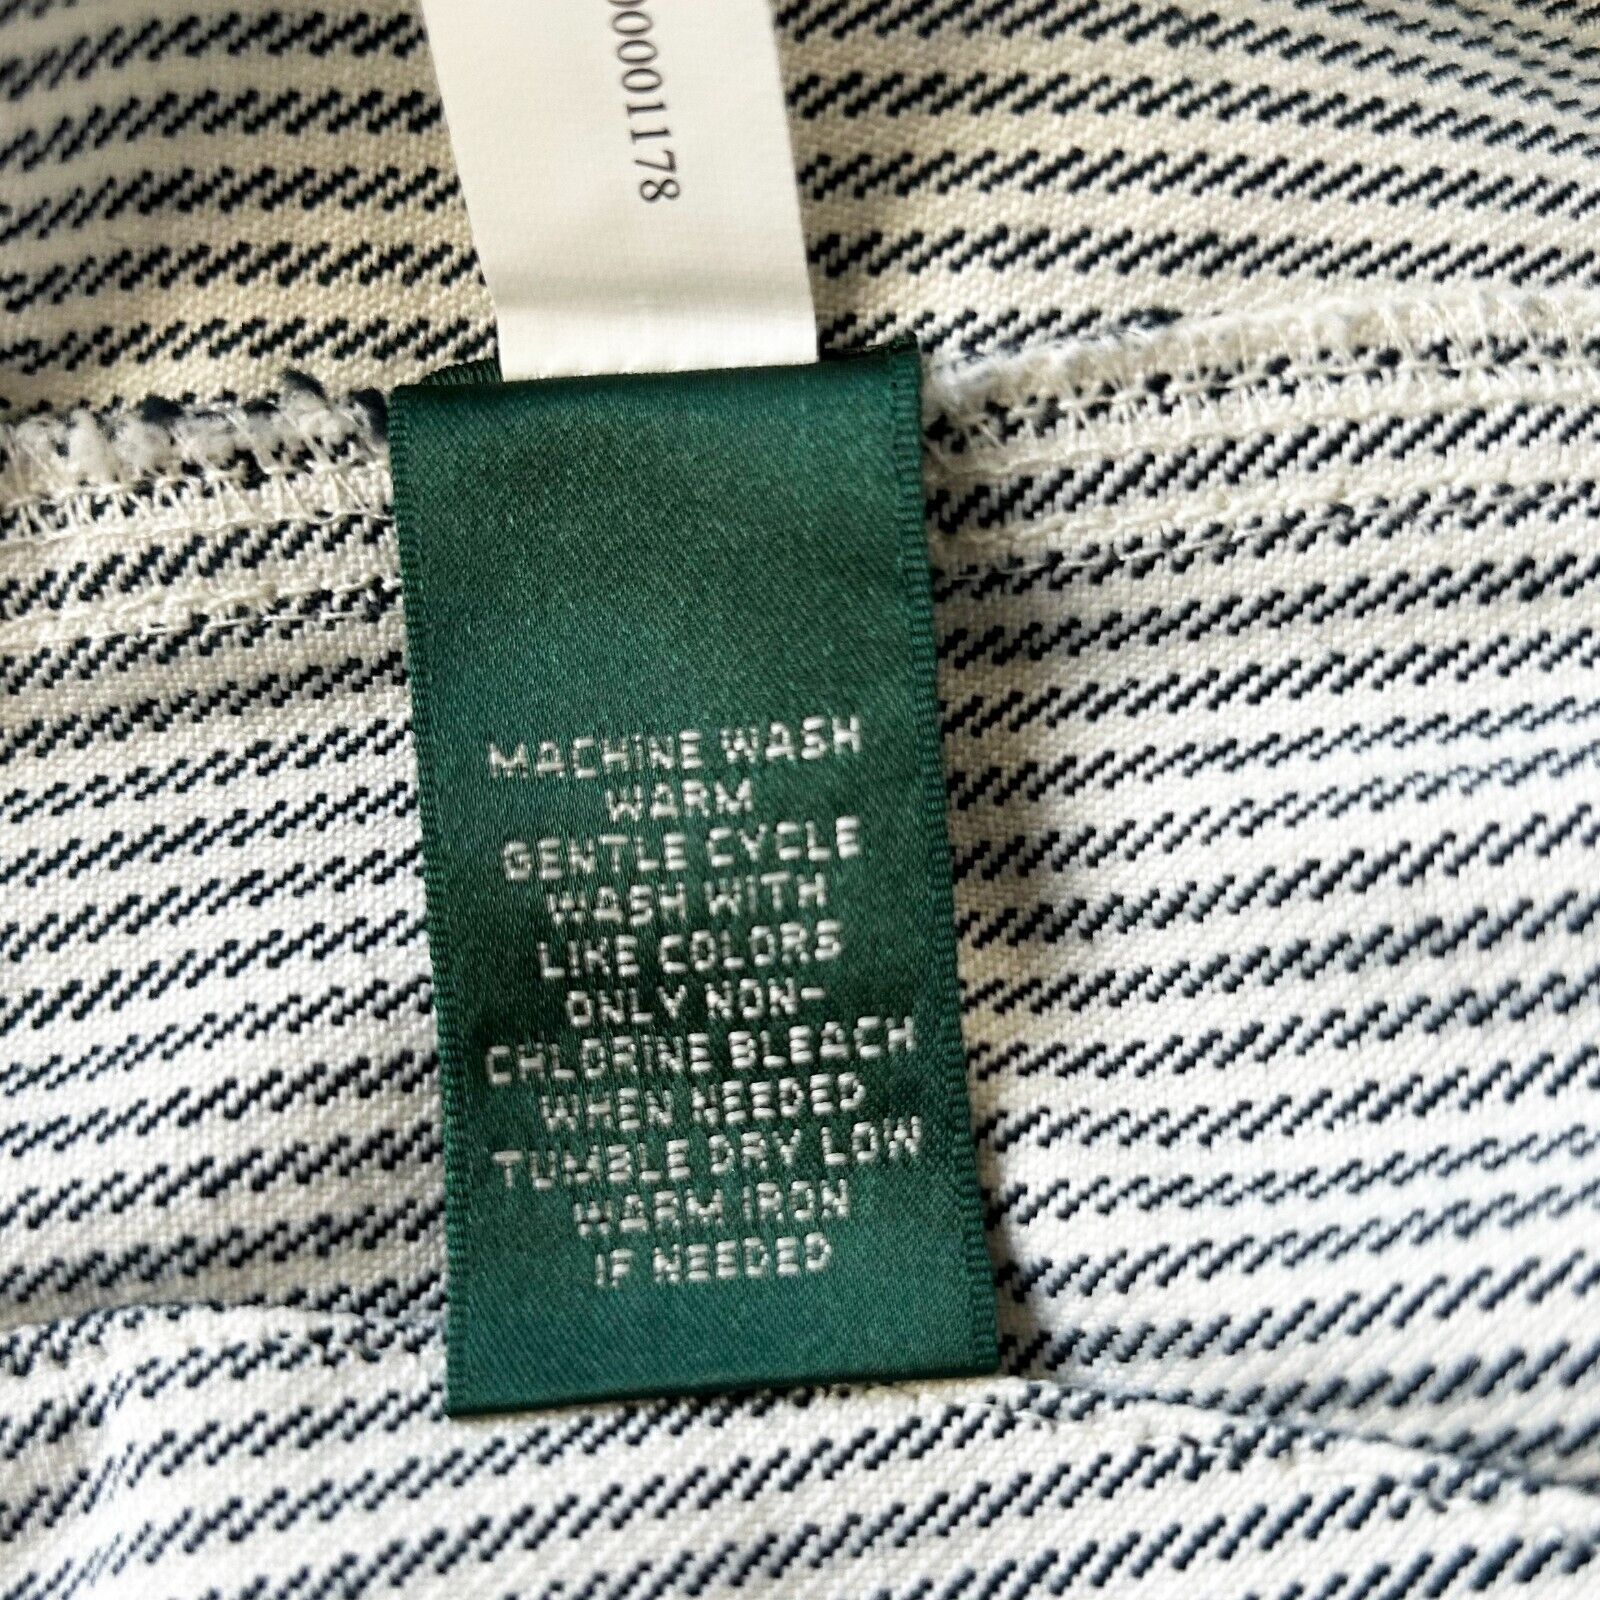 00001178
MACHINE WASH
WARM
GENTLE CYCLE
WASH WITH
LIKE COLORS
ONLY NON-
CHLORINE BLEACH
WHEN NEEDED
TUMBLE DRY LOW
WARM IRON
IF NEEDED